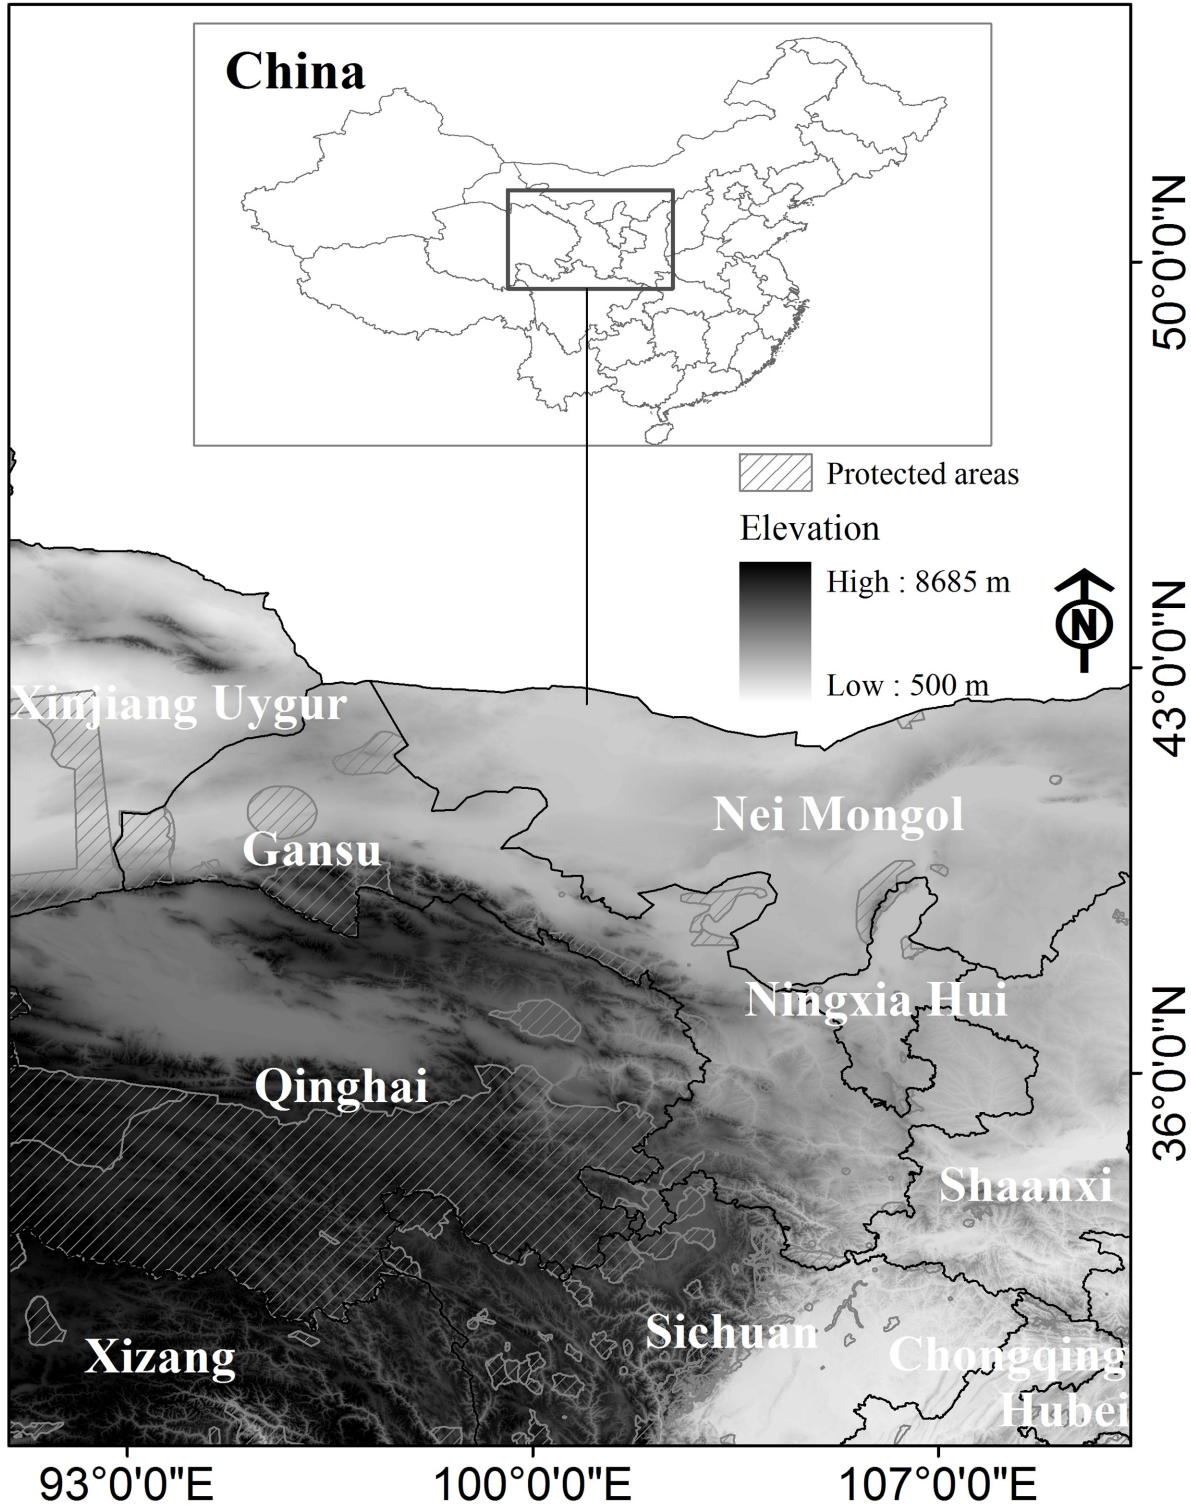 China
50°0'0"N
Protected areas
Elevation
High : 8685 m
N
Low : 500 m
43°0'0"N
Xinjiang Uygur
Nei Mongol
Gansu
Ningxia Hui
36°0'0"N
Qinghai
Shaanxi
Sichuan
Xizang
Chongqing
Hubei
93°0'0"E
100°0'0"E
107°0'0"E